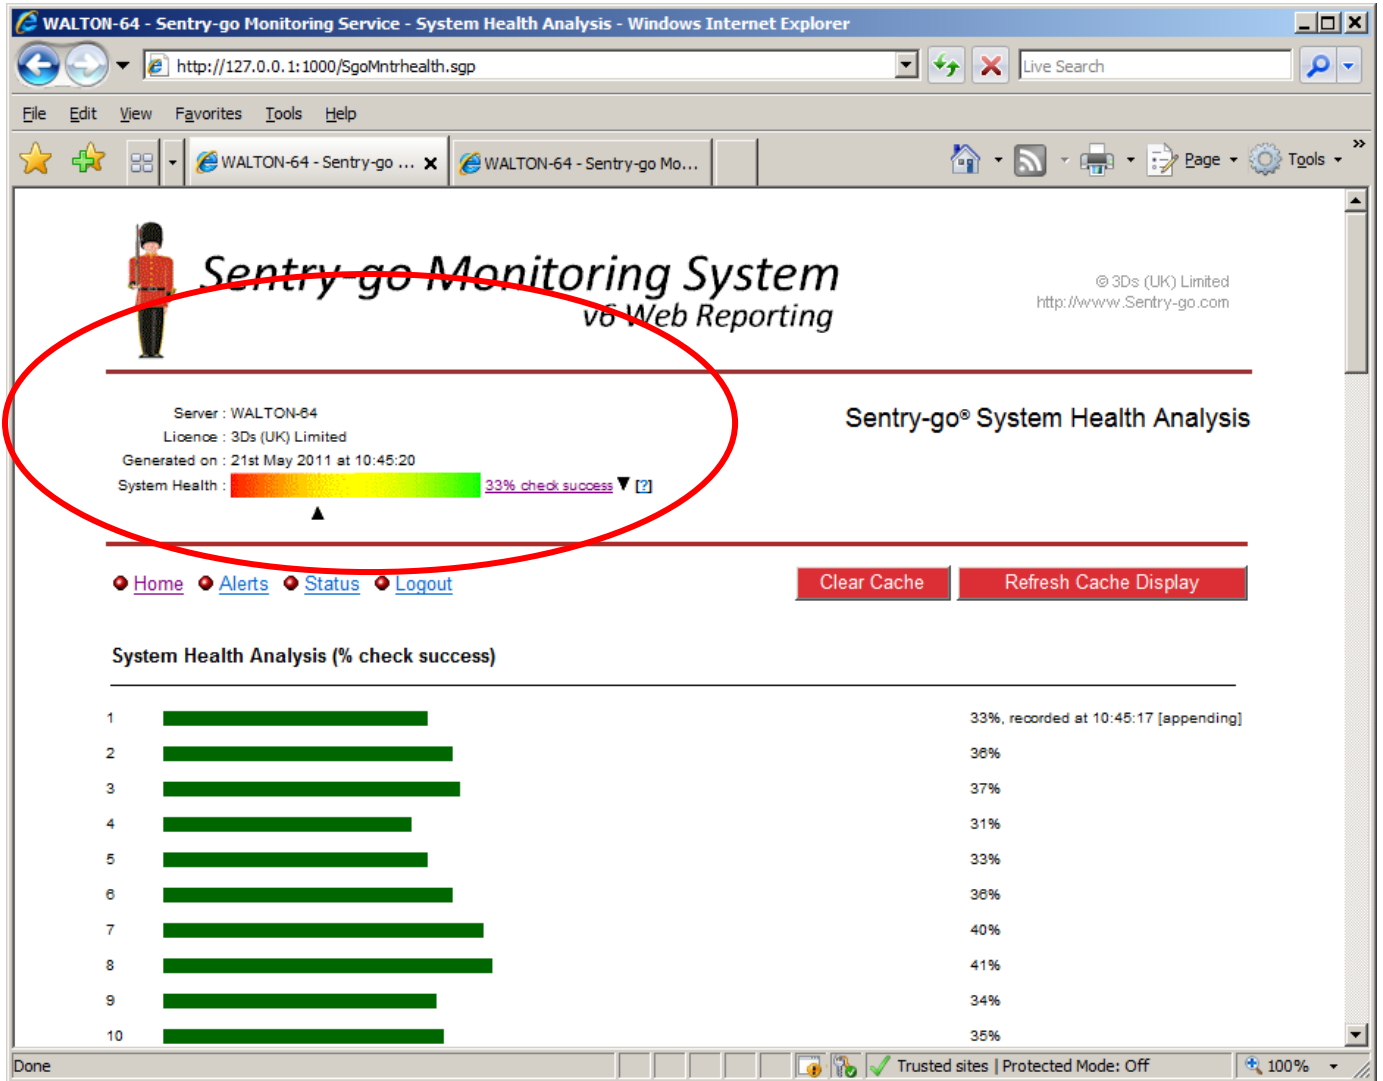 WALTON-64 - Sentry-go Monitoring Service - System Health Analysis - Windows Internet Explorer
http://127.0.0.1:1000/SgoMntrhealth.sgp
Live Search
File Edit View Favorites Tools Help
WALTON-64 - Sentry-go ... WALTON-64 - Sentry-go Mo... Page Tools »
Sentry-go Monitoring System
v6 Web Reporting
© 3Ds (UK) Limited
http://www.Sentry-go.com
Server : WALTON-64
Licence : 3Ds (UK) Limited
Generated on : 21st May 2011 at 10:45:20
System Health : 33% check success ▼ [?]
Sentry-go® System Health Analysis
Home Alerts Status Logout Clear Cache Refresh Cache Display
System Health Analysis (% check success)
1 33%, recorded at 10:45:17 [appending]
2 36%
3 37%
4 31%
5 33%
6 36%
7 40%
8 41%
9 34%
10 35%
Done Trusted sites | Protected Mode: Off 100%